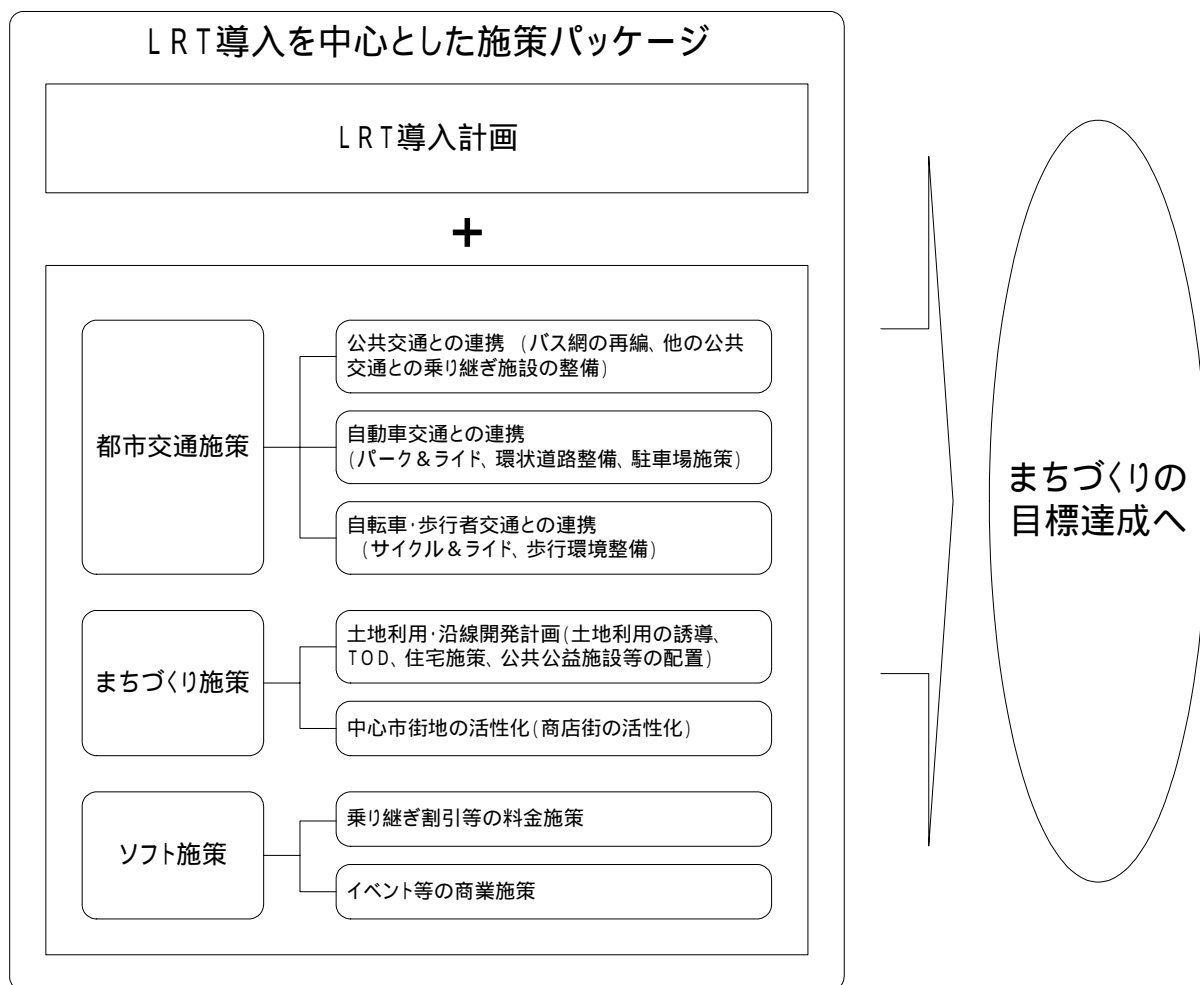 LRT導入を中心とした施策パッケージ
LRT導入計画
+
都市交通施策
公共交通との連携 (バス網の再編、他の公共
交通との乗り継ぎ施設の整備)
自動車交通との連携
(パーク&ライド、環状道路整備、駐車場施策)
自転車・歩行者交通との連携
(サイクル&ライド、歩行環境整備)
まちづくり施策
土地利用・沿線開発計画(土地利用の誘導、
TOD、住宅施策、公共公益施設等の配置)
中心市街地の活性化(商店街の活性化)
ソフト施策
乗り継ぎ割引等の料金施策
イベント等の商業施策
まちづくりの
目標達成へ